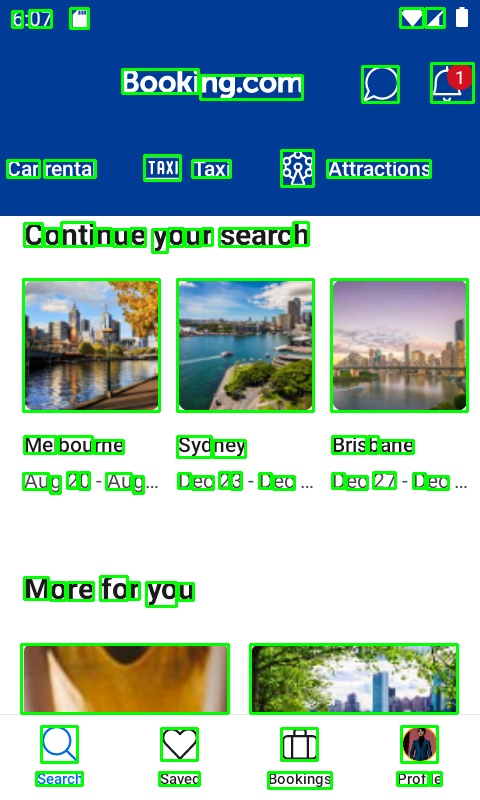 6:07
Booking.com
1
Car rental TAXI Taxi Attractions
Continue your search
Melbourne Sydney Brisbane
Aug 20 - Aug... Dec 23 - Dec ... Dec 27 - Dec ...
More for you
Search Saved Bookings Profile